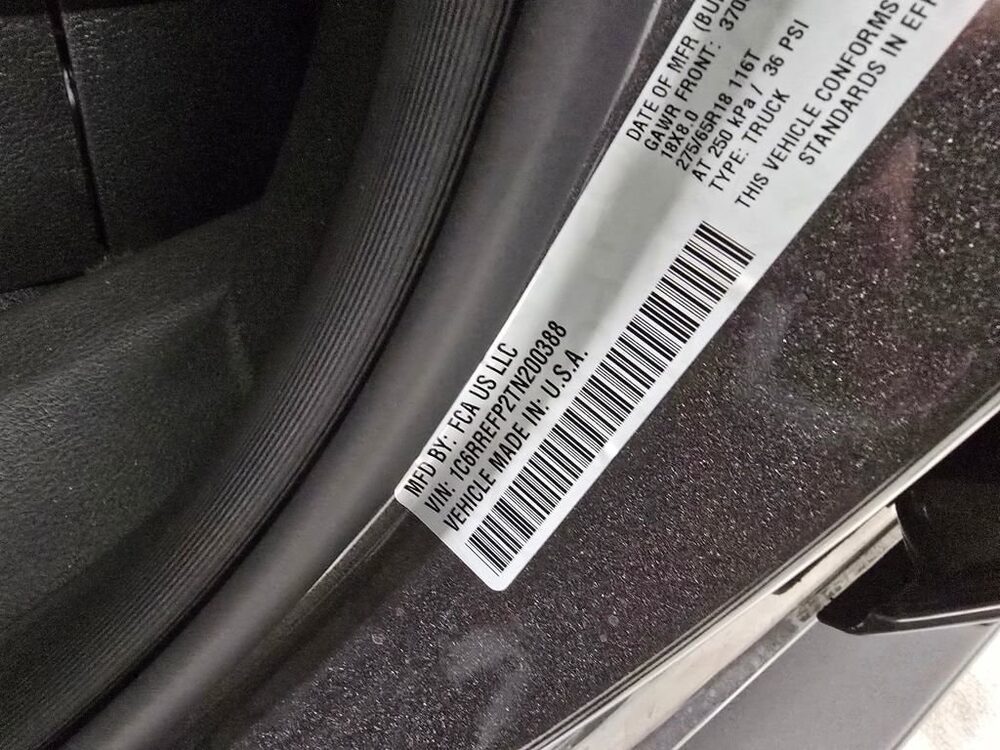 MFD BY: FCA US LLC
VIN: 1C6RREFP2TN200388
VEHICLE MADE IN: U.S.A.
DATE OF MFR
GAWR FRONT:
18X8.0
275/65R18 116T
AT 250 kPa / 36 PSI
TYPE: TRUCK
THIS VEHICLE CONFORMS
STANDARDS IN